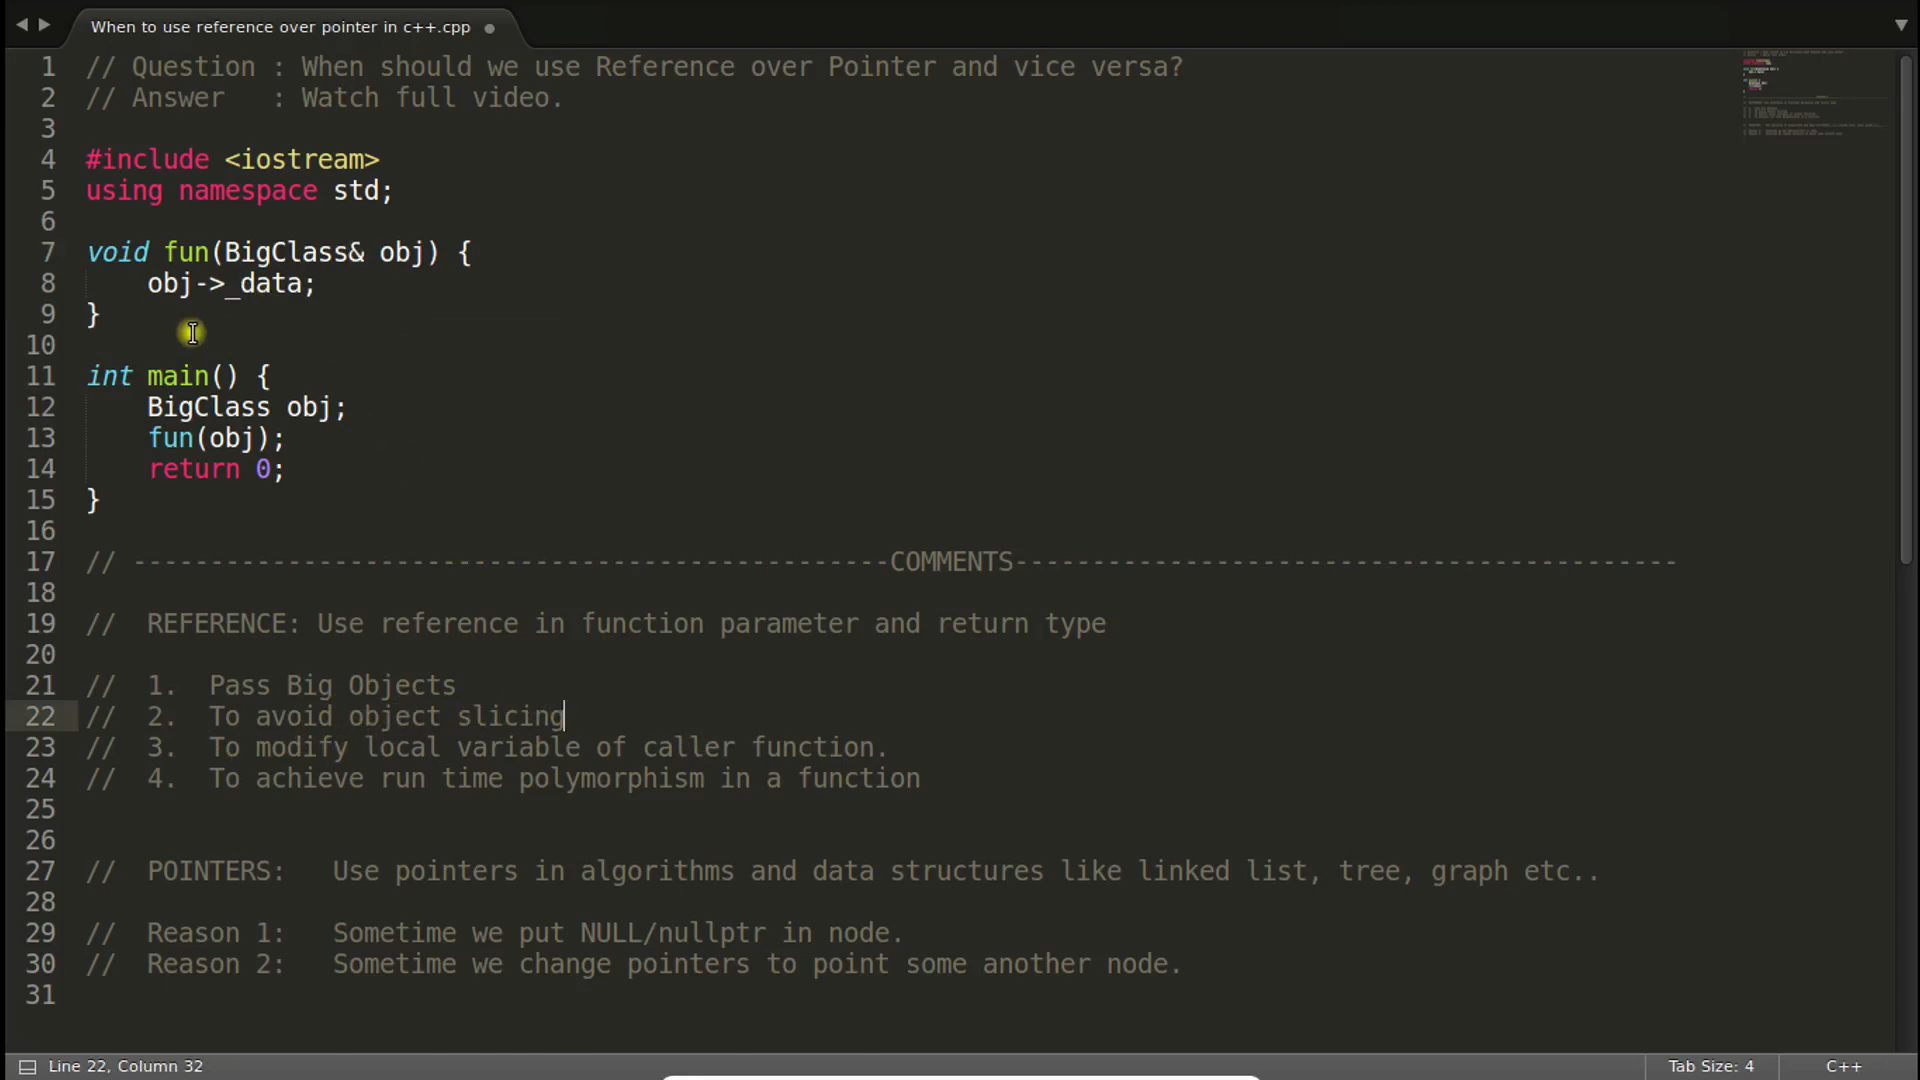 When to use reference over pointer in c++.cpp
1 // Question : When should we use Reference over Pointer and vice versa?
2 // Answer   : Watch full video.
3
4 #include <iostream>
5 using namespace std;
6
7 void fun(BigClass& obj) {
8     obj->_data;
9 }
10
11 int main() {
12     BigClass obj;
13     fun(obj);
14     return 0;
15 }
16
17 // -------------------------------------------------COMMENTS-------------------------------------------
18
19 //  REFERENCE: Use reference in function parameter and return type
20
21 //  1.  Pass Big Objects
22 //  2.  To avoid object slicing
23 //  3.  To modify local variable of caller function.
24 //  4.  To achieve run time polymorphism in a function
25
26
27 //  POINTERS:   Use pointers in algorithms and data structures like linked list, tree, graph etc..
28
29 //  Reason 1:   Sometime we put NULL/nullptr in node.
30 //  Reason 2:   Sometime we change pointers to point some another node.
31
Line 22, Column 32
Tab Size: 4
C++